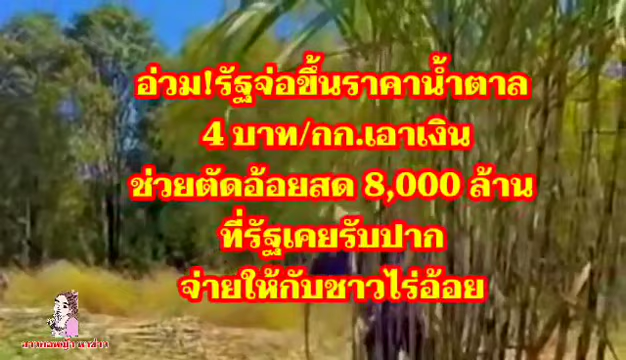 อ่วม!รัฐจ่อขึ้นราคาน้ำตาล
4 บาท/กก.เอาเงิน
ช่วยตัดอ้อยสด 8,000 ล้าน
ที่รัฐเคยรับปาก
จ่ายให้กับชาวไร่อ้อย